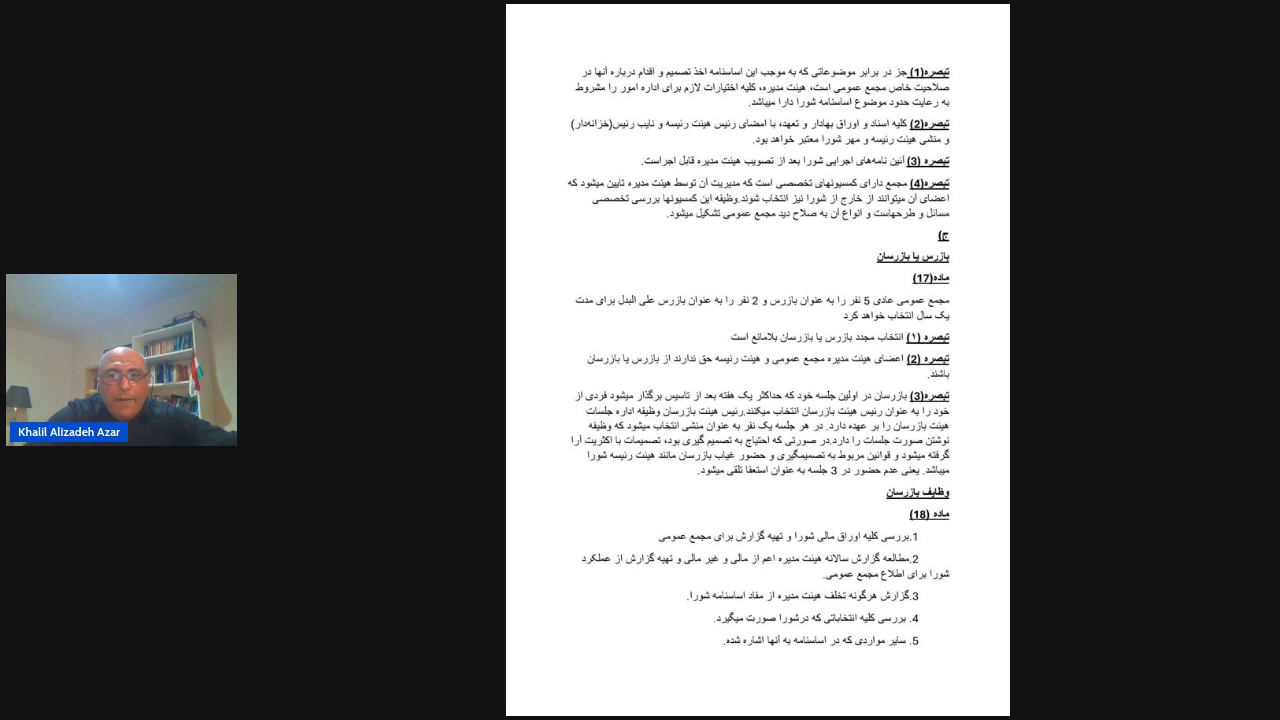 تبصره(1) جز در برابر موضوعاتی که به موجب این اساسنامه اخذ تصمیم و اقدام درباره آنها در
صلاحیت خاص مجمع عمومی است، هیئت مدیره، کلیه اختیارات لازم برای اداره امور را مشروط
به رعایت حدود موضوع اساسنامه شورا دارا میباشد.
تبصره(2) کلیه اسناد و اوراق بهادار و تعهد، با امضای رئیس هیئت رئیسه و نایب رئیس(خزانه‌دار)
و منشی هیئت رئیسه و مهر شورا معتبر خواهد بود.
تبصره (3) آئین نامه‌های اجرایی شورا بعد از تصویب هیئت مدیره قابل اجراست.
تبصره(4) مجمع دارای کمسیونهای تخصصی است که مدیریت آن توسط هیئت مدیره تایین میشود که
اعضای آن میتوانند از خارج از شورا نیز انتخاب شوند.وظیفه این کمسیونها بررسی تخصصی
مسائل و طرحهاست و انواع آن به صلاح دید مجمع عمومی تشکیل میشود.
ج)
بازرس یا بازرسان
ماده(17)
مجمع عمومی عادی 5 نفر را به عنوان بازرس و 2 نفر را به عنوان بازرس علی البدل برای مدت
یک سال انتخاب خواهد کرد
تبصره (۱) انتخاب مجدد بازرس یا بازرسان بلامانع است
تبصره (2) اعضای هیئت مدیره مجمع عمومی و هیئت رئیسه حق ندارند از بازرس یا بازرسان
باشند.
تبصره(3) بازرسان در اولین جلسه خود که حداکثر یک هفته بعد از تاسیس برگذار میشود فردی از
خود را به عنوان رئیس هیئت بازرسان انتخاب میکنند.رئیس هیئت بازرسان وظیفه اداره جلسات
هیئت بازرسان را بر عهده دارد. در هر جلسه یک نفر به عنوان منشی انتخاب میشود که وظیفه
نوشتن صورت جلسات را دارد.در صورتی که احتیاج به تصمیم گیری بود، تصمیمات با اکثریت آرا
گرفته میشود و قوانین مربوط به تصمیمگیری و حضور غیاب بازرسان مانند هیئت رئیسه شورا
میباشد. یعنی عدم حضور در 3 جلسه به عنوان استعفا تلقی میشود.
وظایف بازرسان
ماده (18)
1.بررسی کلیه اوراق مالی شورا و تهیه گزارش برای مجمع عمومی
2.مطالعه گزارش سالانه هیئت مدیره اعم از مالی و غیر مالی و تهیه گزارش از عملکرد
شورا برای اطلاع مجمع عمومی.
3.گزارش هرگونه تخلف هیئت مدیره از مفاد اساسنامه شورا.
4. بررسی کلیه انتخاباتی که درشورا صورت میگیرد.
5. سایر مواردی که در اساسنامه به آنها اشاره شده.
Khalil Alizadeh Azar